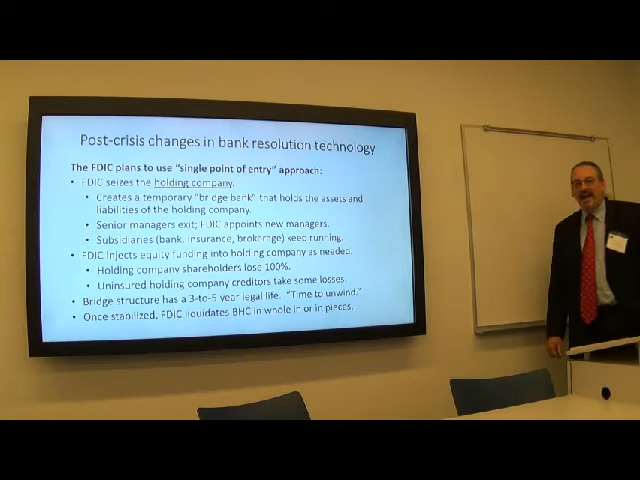 Post-crisis changes in bank resolution technology
The FDIC plans to use "single point of entry" approach:
• FDIC seizes the holding company.
• Creates a temporary "bridge bank" that holds the assets and
liabilities of the holding company.
• Senior managers exit; FDIC appoints new managers.
• Subsidiaries (bank, insurance, brokerage) keep running.
• FDIC injects equity funding into holding company as needed.
• Holding company shareholders lose 100%.
• Uninsured holding company creditors take some losses.
• Bridge structure has a 3-to-5 year legal life. "Time to unwind."
• Once stabilized, FDIC liquidates BHC in whole in or in pieces.